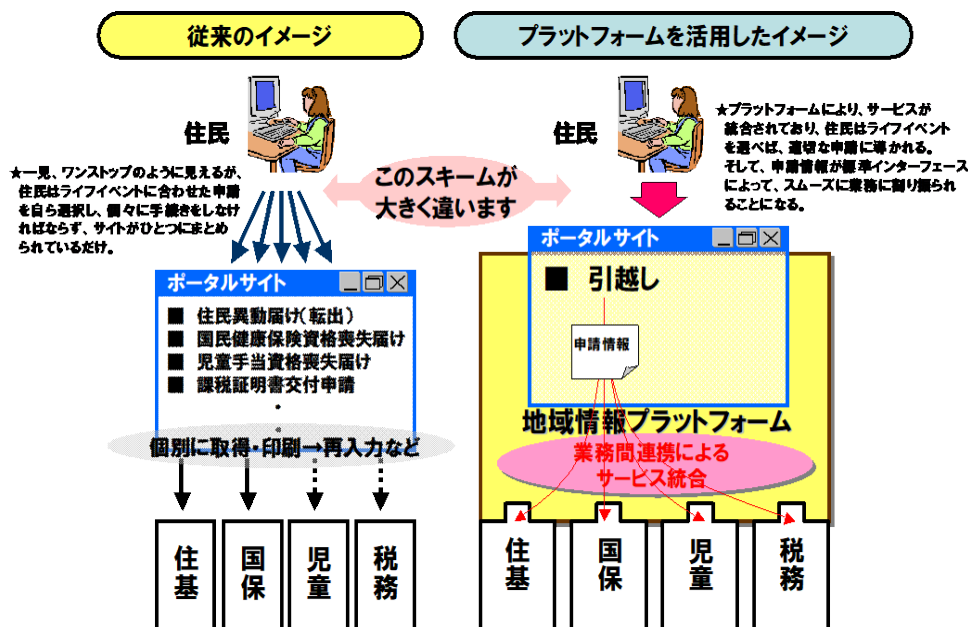 従来のイメージ
プラットフォームを活用したイメージ
住民
★一見、ワンストップのように見えるが、
住民はライフイベントに合わせた申請
を自ら選択し、個々に手続きをしなけ
ればならず、サイトがひとつにまとめ
られているだけ。
このスキームが
大きく違います
住民
★プラットフォームにより、サービスが
統合されており、住民はライフイベント
を選べば、適切な申請に導かれる。
そして、申請情報が標準インターフェース
によって、スムーズに業務に割り振られ
ることになる。
ポータルサイト
■ 住民異動届け(転出)
■ 国民健康保険資格喪失届け
■ 児童手当資格喪失届け
■ 課税証明書交付申請
・
個別に取得・印刷→再入力など
住基
国保
児童
税務
ポータルサイト
■ 引越し
申請情報
地域情報プラットフォーム
業務間連携による
サービス統合
住基
国保
児童
税務